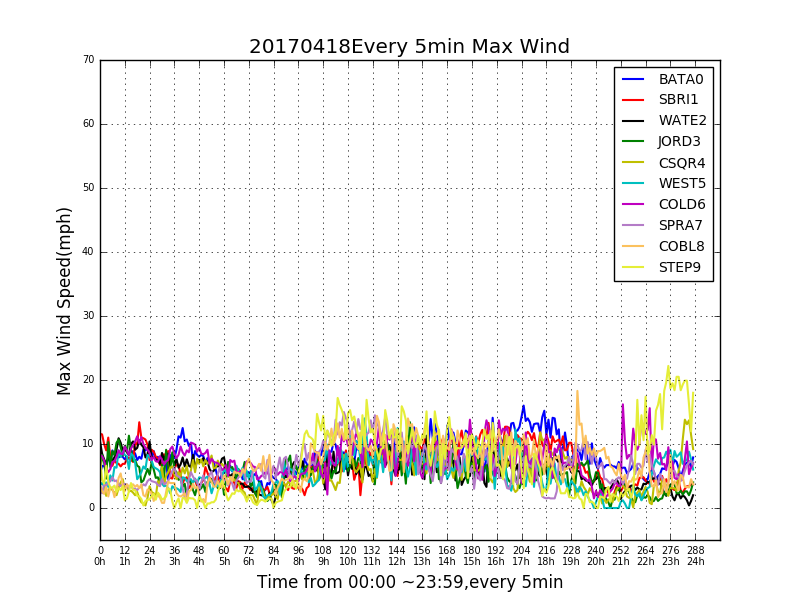 20170418Every 5min Max Wind
70
60
50
40
30
20
10
0
Max Wind Speed(mph)
BATA0
SBRI1
WATE2
JORD3
CSQR4
WEST5
COLD6
SPRA7
COBL8
STEP9
0 12 24 36 48 60 72 84 96 108 120 132 144 156 168 180 192 204 216 228 240 252 264 276 288
0h 1h 2h 3h 4h 5h 6h 7h 8h 9h 10h 11h 12h 13h 14h 15h 16h 17h 18h 19h 20h 21h 22h 23h 24h
Time from 00:00 ~23:59,every 5min